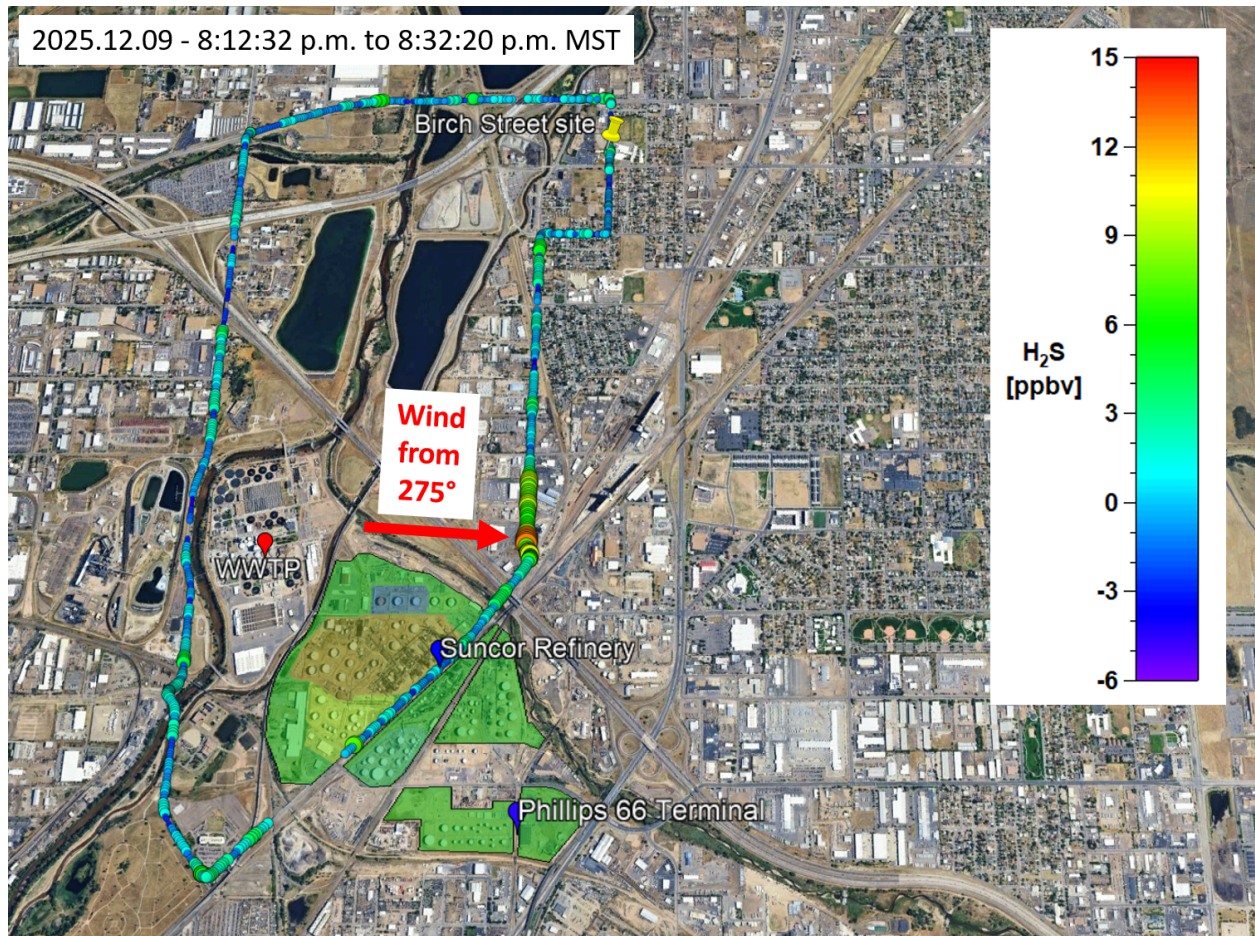 2025.12.09 - 8:12:32 p.m. to 8:32:20 p.m. MST
Birch Street site
Wind
from
275°
WWTP
Suncor Refinery
Phillips 66 Terminal
15
12
9
6
3
0
-3
-6
H₂S
[ppbv]